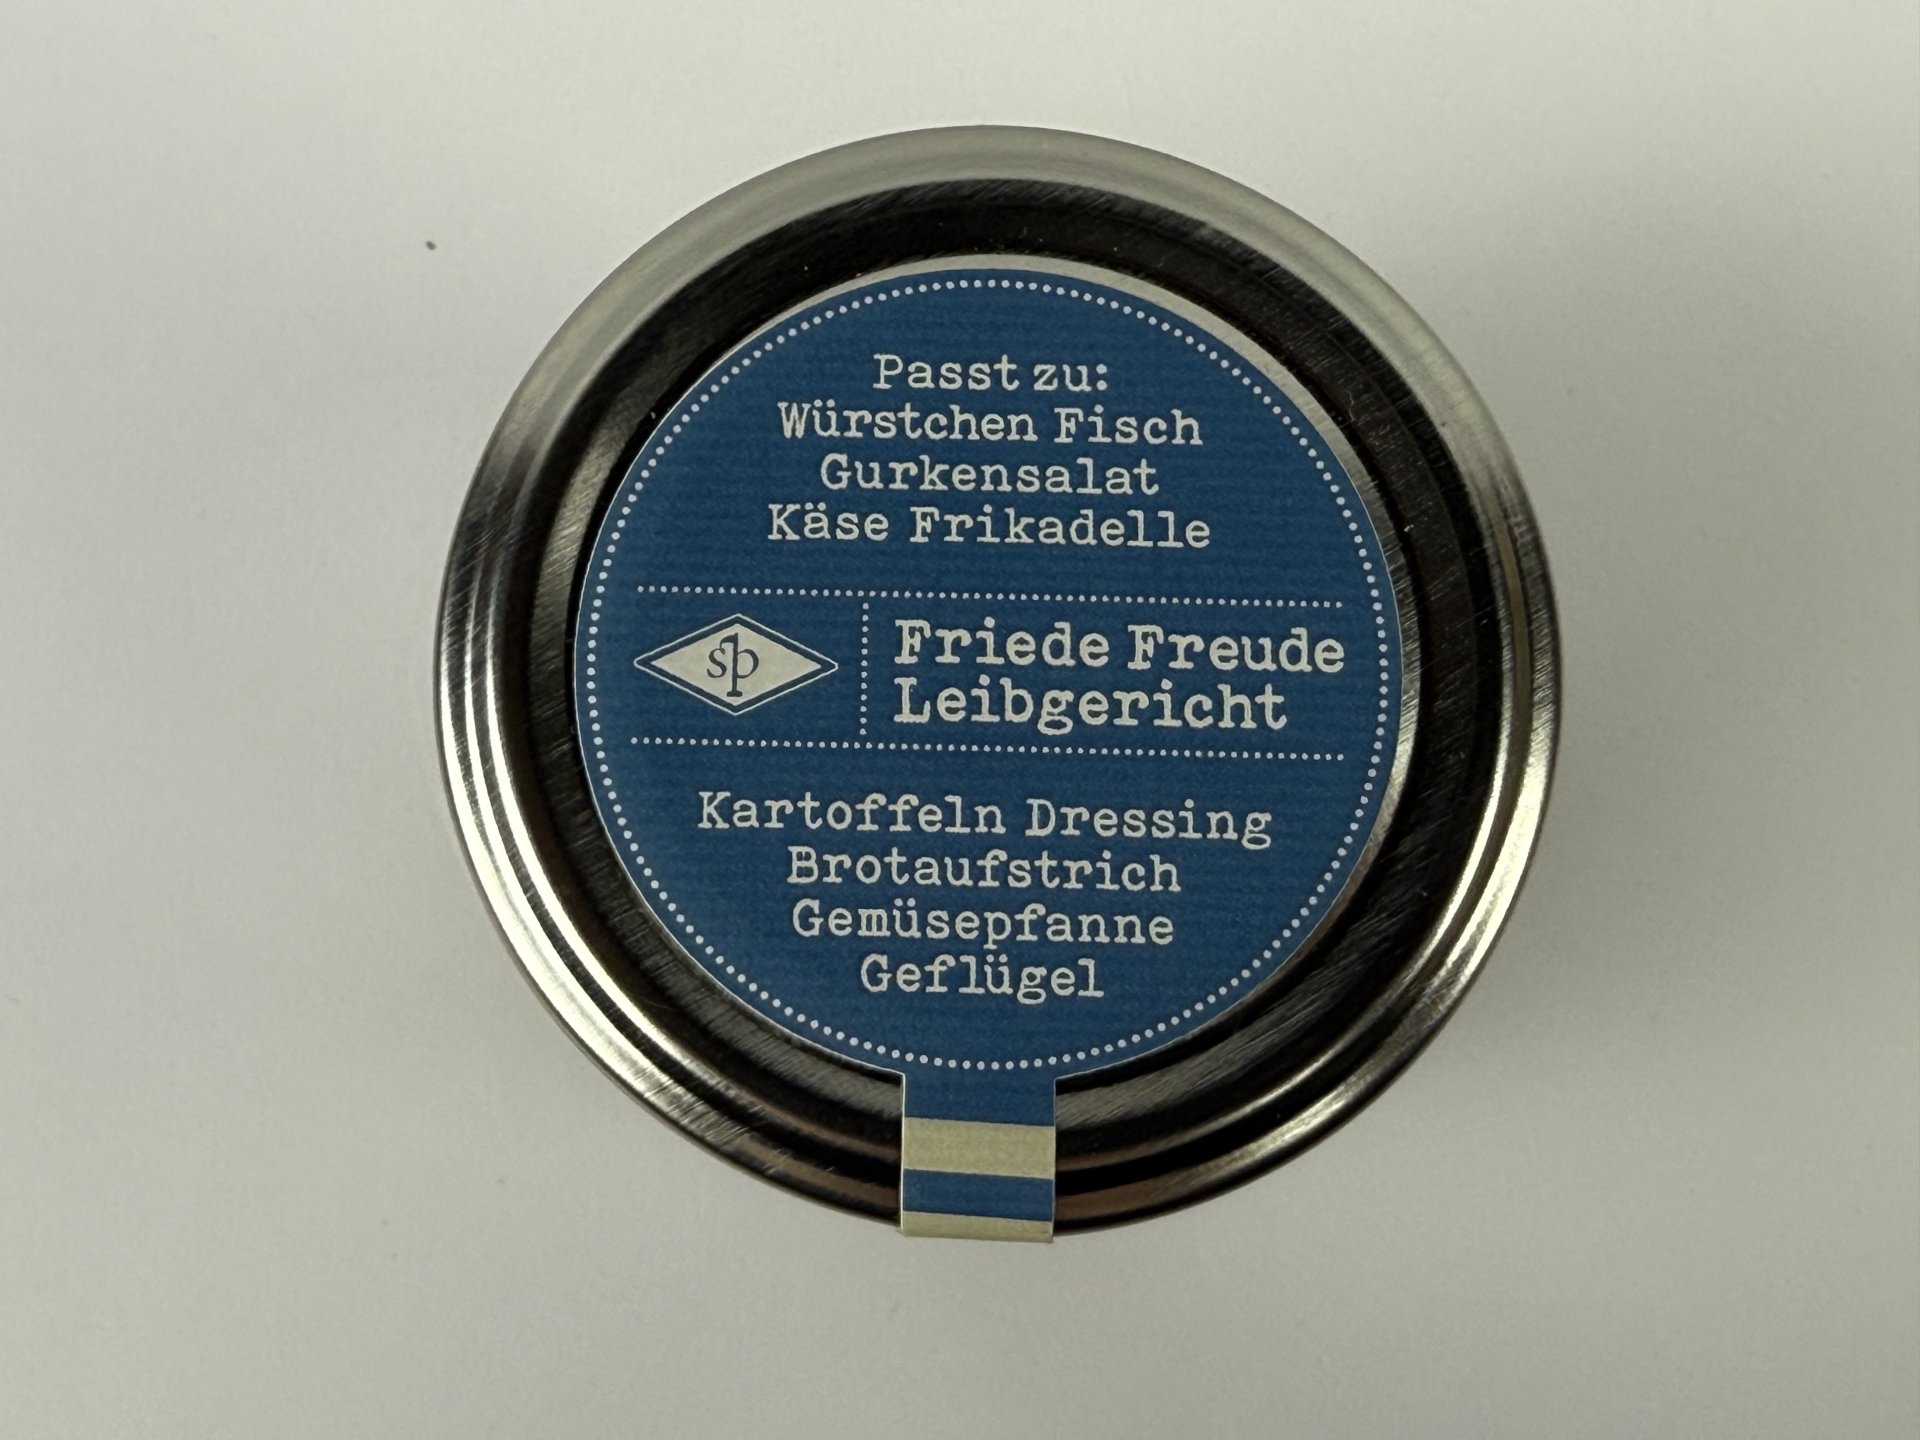 Passt zu:
Würstchen Fisch
Gurkensalat
Käse Frikadelle
sp
Friede Freude
Leibgericht
Kartoffeln Dressing
Brotaufstrich
Gemüsepfanne
Geflügel